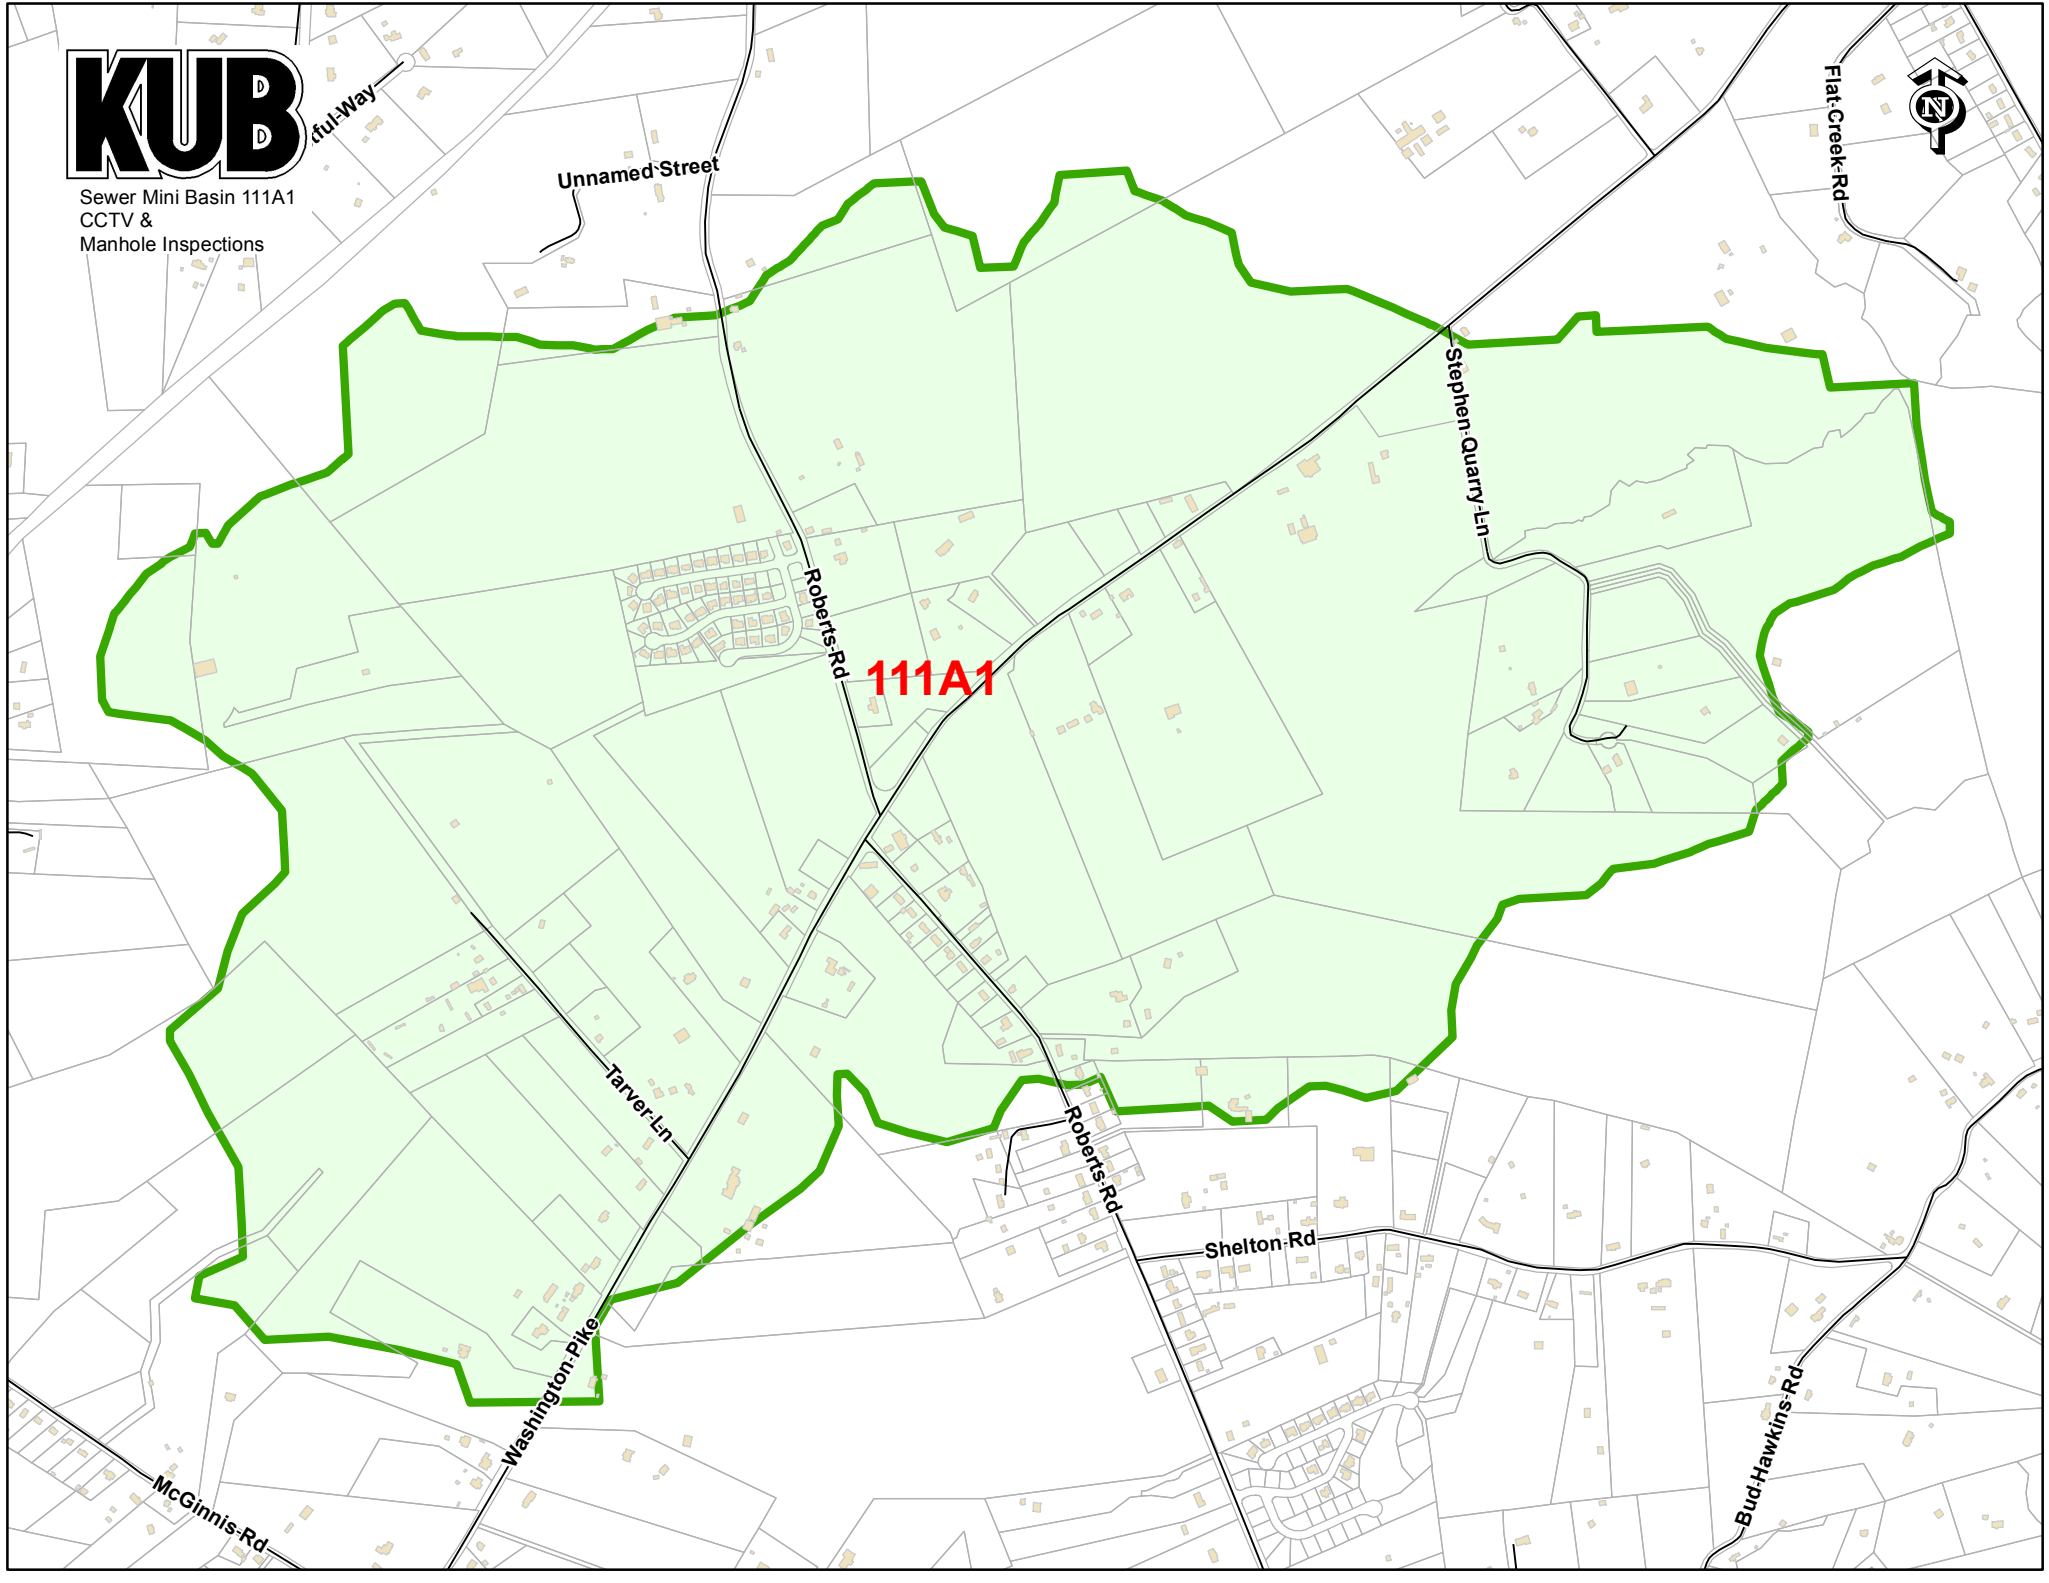 KUB
Sewer Mini Basin 111A1
CCTV &
Manhole Inspections
Way
Unnamed Street
Flat Creek Rd
N
Stephen Quarry Ln
Roberts Rd
111A1
Tarver Ln
Roberts Rd
Shelton Rd
Washington Pike
McGinnis Rd
Bud Hawkins Rd